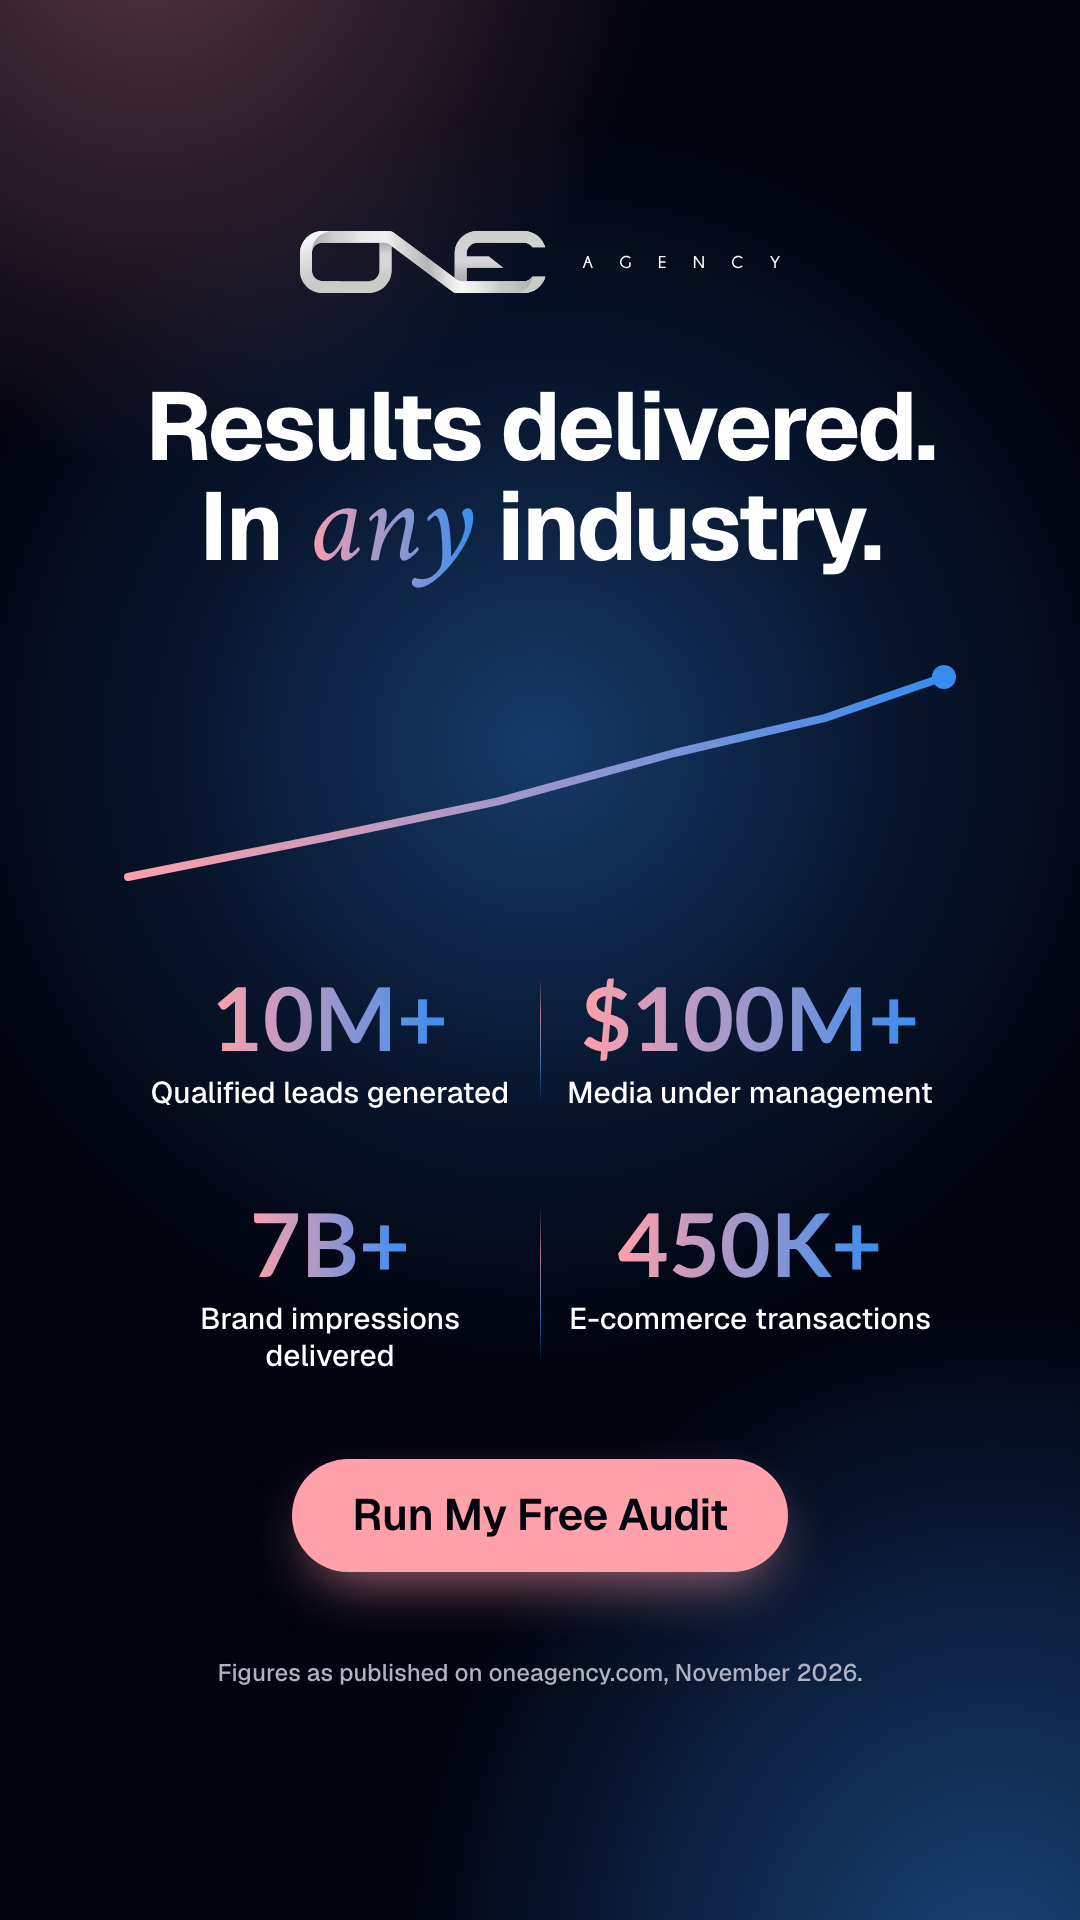 ONE AGENCY
Results delivered.
In any industry.
10M+
Qualified leads generated
$100M+
Media under management
7B+
Brand impressions
delivered
450K+
E-commerce transactions
Run My Free Audit
Figures as published on oneagency.com, November 2026.